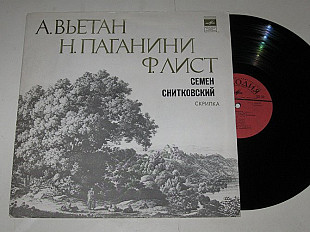 А.ВЬЕТАН
Н.ПАГАНИНИ
Ф.ЛИСТ
СЕМЕН
СНИТКОВСКИЙ
СКРИПКА